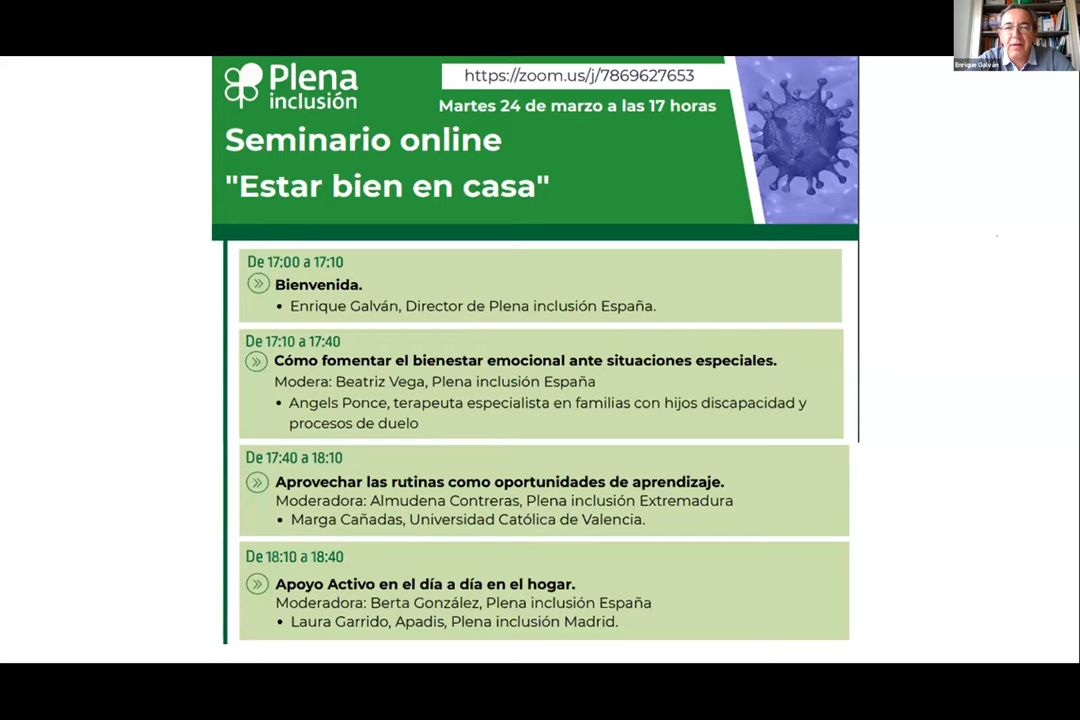 Enrique Galván
Plena
inclusión
https://zoom.us/j/7869627653
Martes 24 de marzo a las 17 horas
Seminario online
"Estar bien en casa"
De 17:00 a 17:10
Bienvenida.
• Enrique Galván, Director de Plena inclusión España.
De 17:10 a 17:40
Cómo fomentar el bienestar emocional ante situaciones especiales.
Modera: Beatriz Vega, Plena inclusión España
• Angels Ponce, terapeuta especialista en familias con hijos discapacidad y
procesos de duelo
De 17:40 a 18:10
Aprovechar las rutinas como oportunidades de aprendizaje.
Moderadora: Almudena Contreras, Plena inclusión Extremadura
• Marga Cañadas, Universidad Católica de Valencia.
De 18:10 a 18:40
Apoyo Activo en el día a día en el hogar.
Moderadora: Berta González, Plena inclusión España
• Laura Garrido, Apadis, Plena inclusión Madrid.